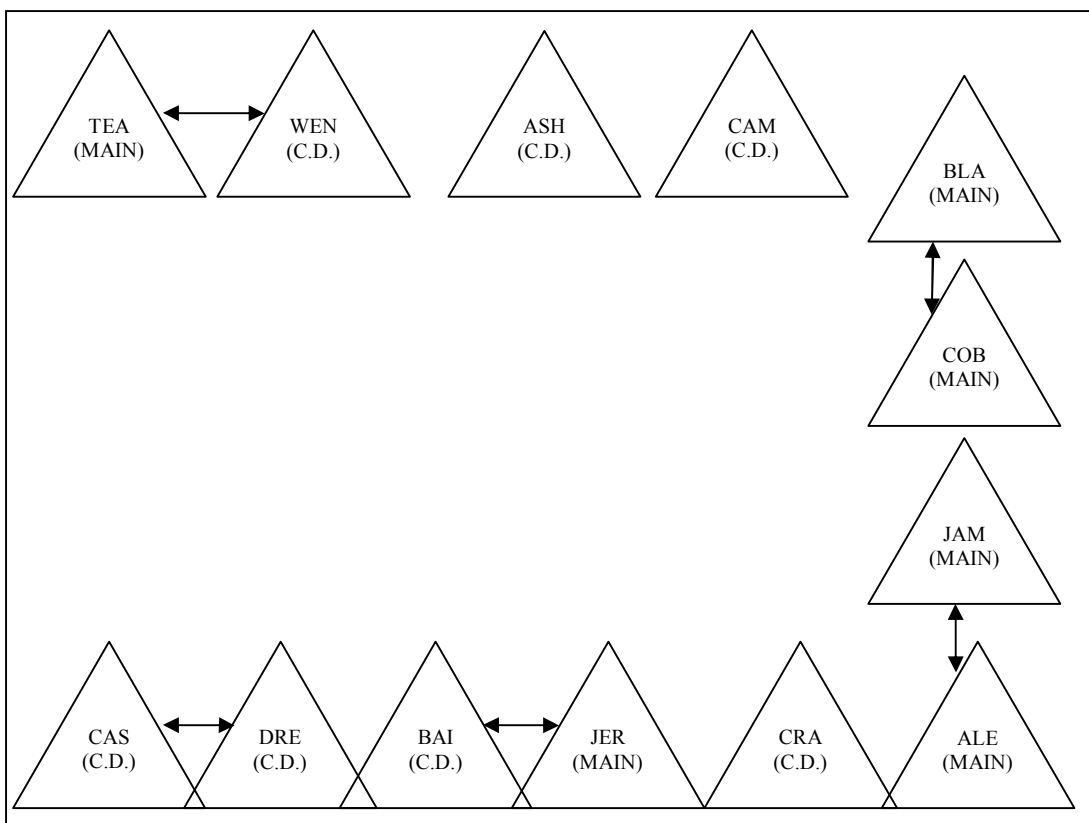 TEA
(MAIN)
WEN
(C.D.)
ASH
(C.D.)
CAM
(C.D.)
BLA
(MAIN)
COB
(MAIN)
JAM
(MAIN)
CAS
(C.D.)
DRE
(C.D.)
BAI
(C.D.)
JER
(MAIN)
CRA
(C.D.)
ALE
(MAIN)